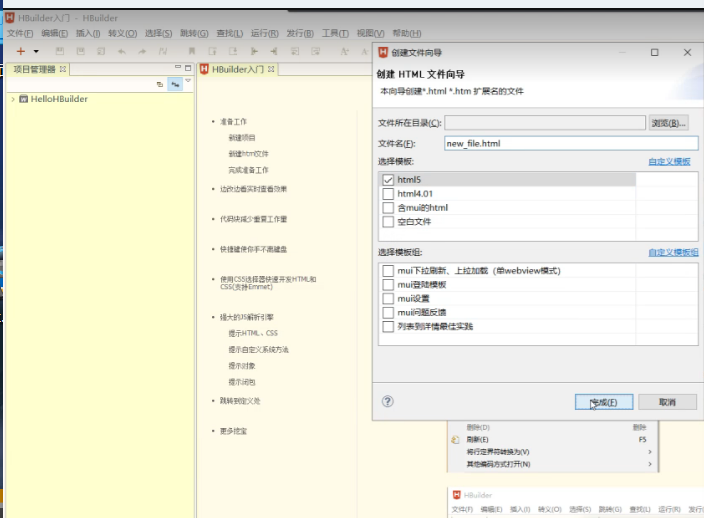 HBuilder入门 - HBuilder
文件(F) 编辑(E) 插入(I) 转义(O) 选择(S) 跳转(G) 查找(L) 运行(R) 发行(B) 工具(T) 视图(V) 帮助(H)
项目管理器
HelloHBuilder
HBuilder入门
准备工作
新建项目
新建html文件
完成准备工作
边改边看实时查看效果
代码块减少重复工作量
快捷键使你手不离键盘
使用CSS选择器快速开发HTML和
CSS(支持Emmet)
强大的JS解析引擎
提示HTML、CSS
提示自定义系统方法
提示对象
提示闭包
跳转到定义处
更多挖宝
创建文件向导
创建 HTML 文件向导
本向导创建*.html *.htm 扩展名的文件
文件所在目录(C):
浏览(B)...
文件名(F):
new_file.html
选择模板:
自定义模板
html5
html4.01
含mui的html
空白文件
选择模板组:
自定义模板组
mui下拉刷新、上拉加载（单webview模式）
mui登陆模板
mui设置
mui问题反馈
列表到详情最佳实践
完成(F)
取消
删除(D) 删除
刷新(E) F5
将行定界符转换为(V)
其他编码方式打开(N)
HBuilder
文件(F) 编辑(E) 插入(I) 转义(O) 选择(S) 跳转(G) 查找(L) 运行(R) 发行(